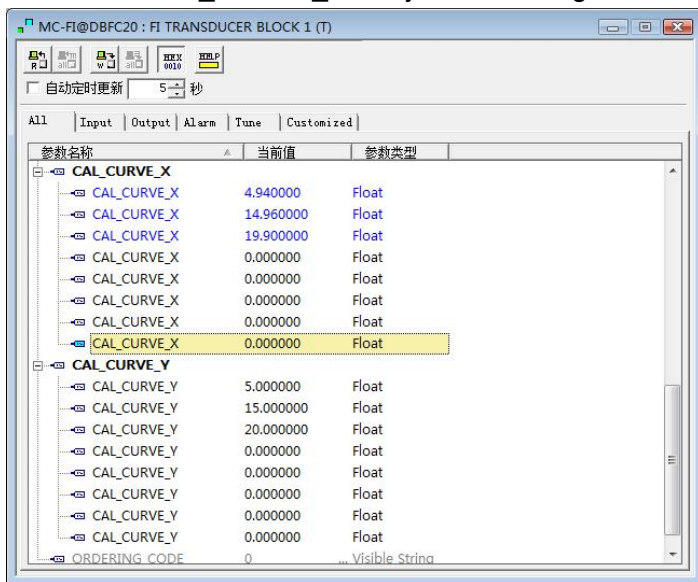 MC-FI@DBFC20 : FI TRANSDUCER BLOCK 1 (T)
R all W all HEX 0010 HELP
自动定时更新 5 秒
All Input Output Alarm Tune Customized
参数名称 当前值 参数类型
CAL_CURVE_X
CAL_CURVE_X 4.940000 Float
CAL_CURVE_X 14.960000 Float
CAL_CURVE_X 19.900000 Float
CAL_CURVE_X 0.000000 Float
CAL_CURVE_X 0.000000 Float
CAL_CURVE_X 0.000000 Float
CAL_CURVE_X 0.000000 Float
CAL_CURVE_X 0.000000 Float
CAL_CURVE_Y
CAL_CURVE_Y 5.000000 Float
CAL_CURVE_Y 15.000000 Float
CAL_CURVE_Y 20.000000 Float
CAL_CURVE_Y 0.000000 Float
CAL_CURVE_Y 0.000000 Float
CAL_CURVE_Y 0.000000 Float
CAL_CURVE_Y 0.000000 Float
CAL_CURVE_Y 0.000000 Float
ORDERING CODE 0 ... Visible String